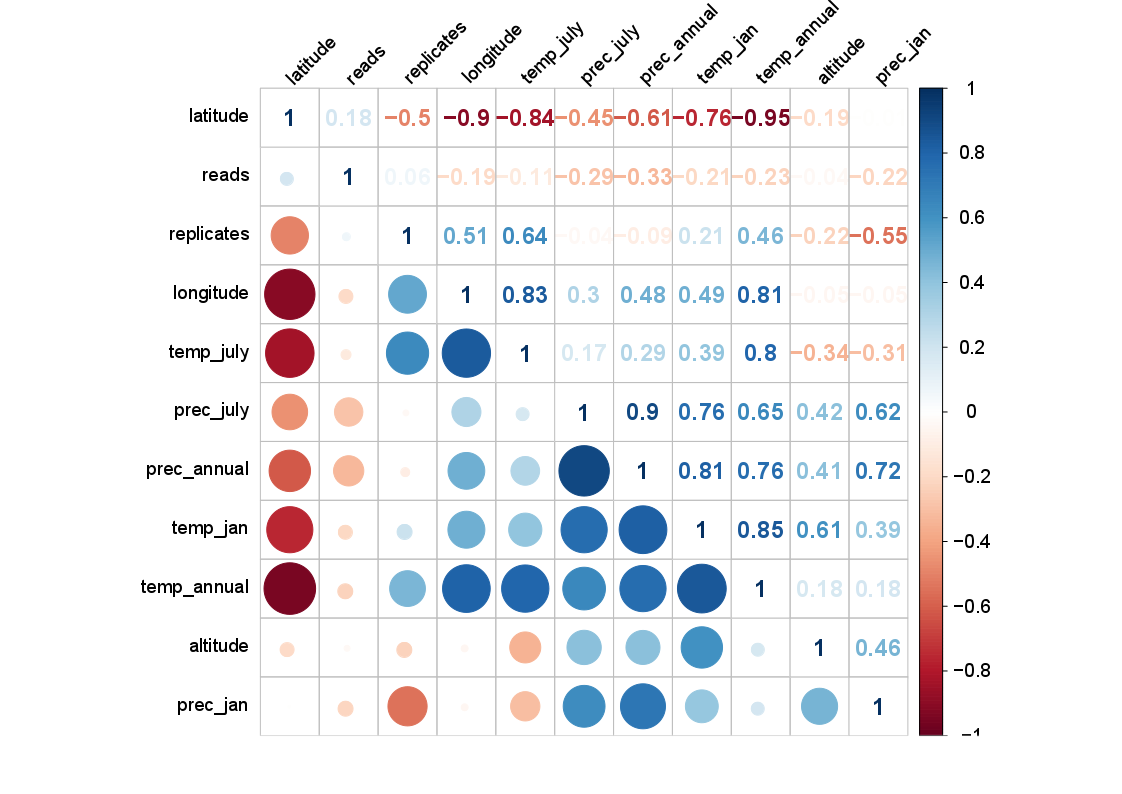 latitude reads replicates longitude temp_july prec_july prec_annual temp_jan temp_annual altitude prec_jan
latitude 1 0.18 −0.5 −0.9 −0.84 −0.45 −0.61 −0.76 −0.95 −0.19
reads 1 0.06 −0.19 −0.11 −0.29 −0.33 −0.21 −0.23 −0.04 −0.22
replicates 1 0.51 0.64 −0.04 −0.09 0.21 0.46 −0.22 −0.55
longitude 1 0.83 0.3 0.48 0.49 0.81 −0.05 −0.05
temp_july 1 0.17 0.29 0.39 0.8 −0.34 −0.31
prec_july 1 0.9 0.76 0.65 0.42 0.62
prec_annual 1 0.81 0.76 0.41 0.72
temp_jan 1 0.85 0.61 0.39
temp_annual 1 0.18 0.18
altitude 1 0.46
prec_jan 1
1
0.8
0.6
0.4
0.2
0
−0.2
−0.4
−0.6
−0.8
−1